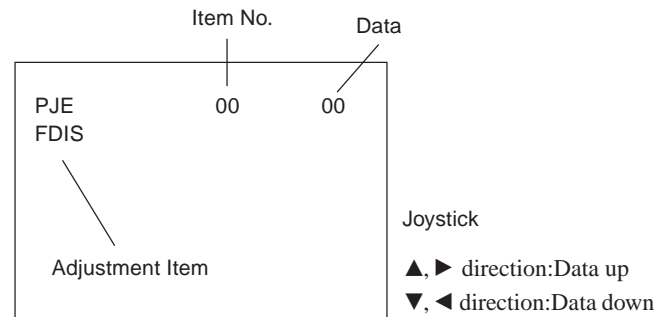 Item No.
Data
PJE 00 00
FDIS
Adjustment Item
Joystick
▲, ► direction:Data up
▼, ◄ direction:Data down